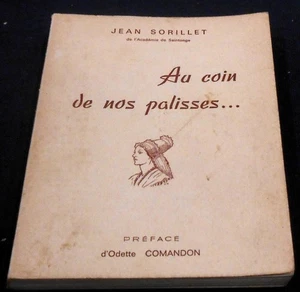 JEAN SORILLET
de l'Académie de Saintonge
Au coin
de nos palisses...
PRÉFACE
d'Odette COMANDON